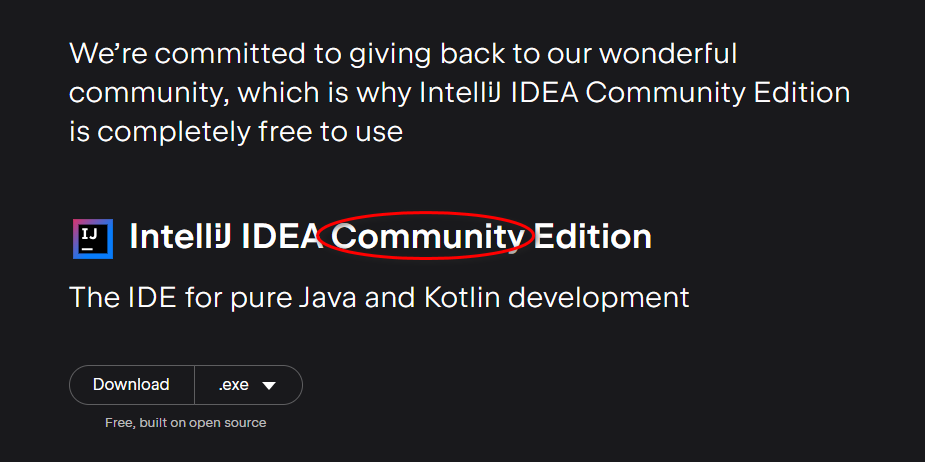 We're committed to giving back to our wonderful
community, which is why IntelliJ IDEA Community Edition
is completely free to use
IJ
IntelliJ IDEA Community Edition
The IDE for pure Java and Kotlin development
Download .exe
Free, built on open source